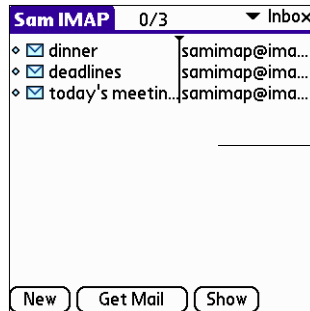 Sam IMAP 0/3 Inbox
dinner samimap@ima...
deadlines samimap@ima...
today's meetin... samimap@ima...
New Get Mail Show